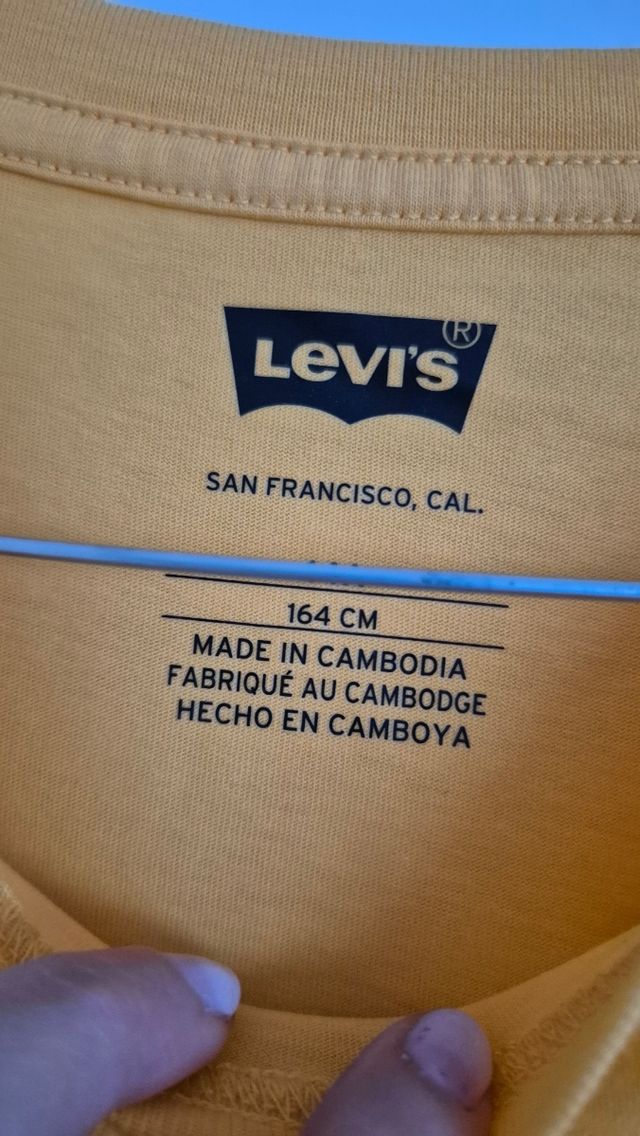 LEVI'S ®
SAN FRANCISCO, CAL.
164 CM
MADE IN CAMBODIA
FABRIQUÉ AU CAMBODGE
HECHO EN CAMBOYA